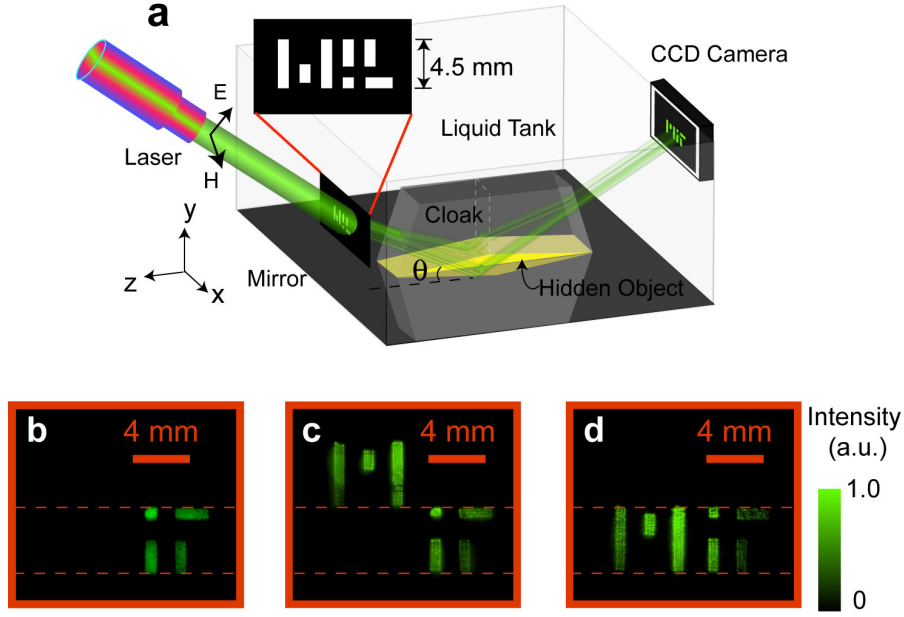 a
4.5 mm
CCD Camera
E
Liquid Tank
Laser
H
MIT
Cloak
y
z
x
Mirror
θ
Hidden Object
b
4 mm
c
4 mm
d
4 mm
Intensity
(a.u.)
1.0
0